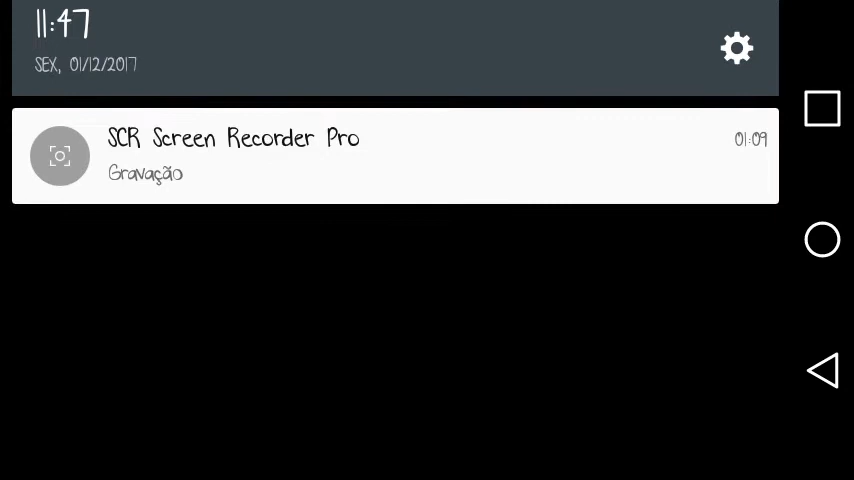 11:47
SEX, 01/12/2017
SCR Screen Recorder Pro
01:09
Gravação